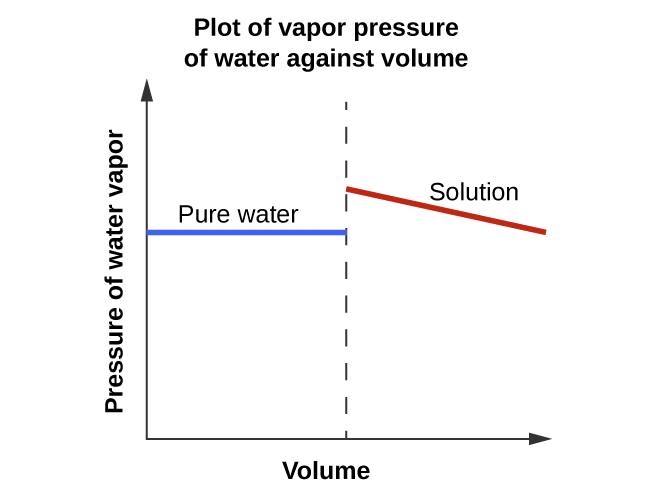 Plot of vapor pressure
of water against volume
Pressure of water vapor
Pure water
Solution
Volume